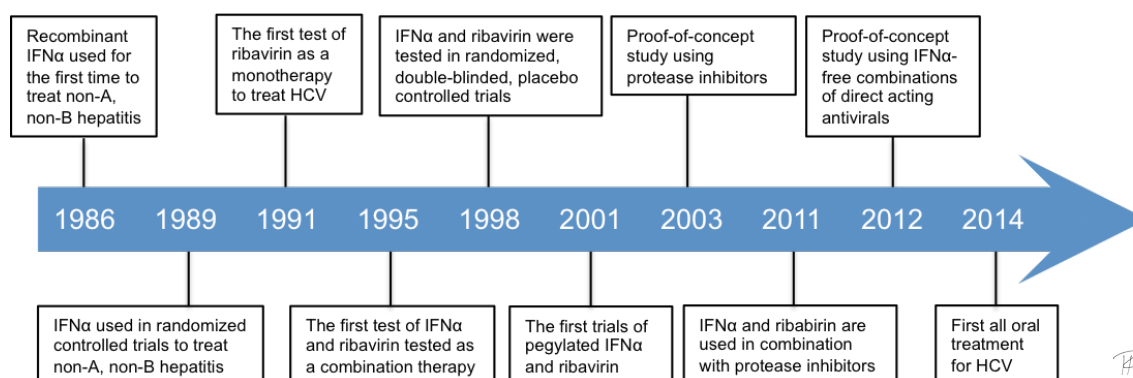 Recombinant
IFNα used for
the first time to
treat non-A,
non-B hepatitis
The first test of
ribavirin as a
monotherapy
to treat HCV
IFNα and ribavirin were
tested in randomized,
double-blinded, placebo
controlled trials
Proof-of-concept
study using
protease inhibitors
Proof-of-concept
study using IFNα-
free combinations
of direct acting
antivirals
1986 1989 1991 1995 1998 2001 2003 2011 2012 2014
IFNα used in randomized
controlled trials to treat
non-A, non-B hepatitis
The first test of IFNα
and ribavirin tested as
a combination therapy
The first trials of
pegylated IFNα
and ribavirin
IFNα and ribabirin are
used in combination
with protease inhibitors
First all oral
treatment
for HCV